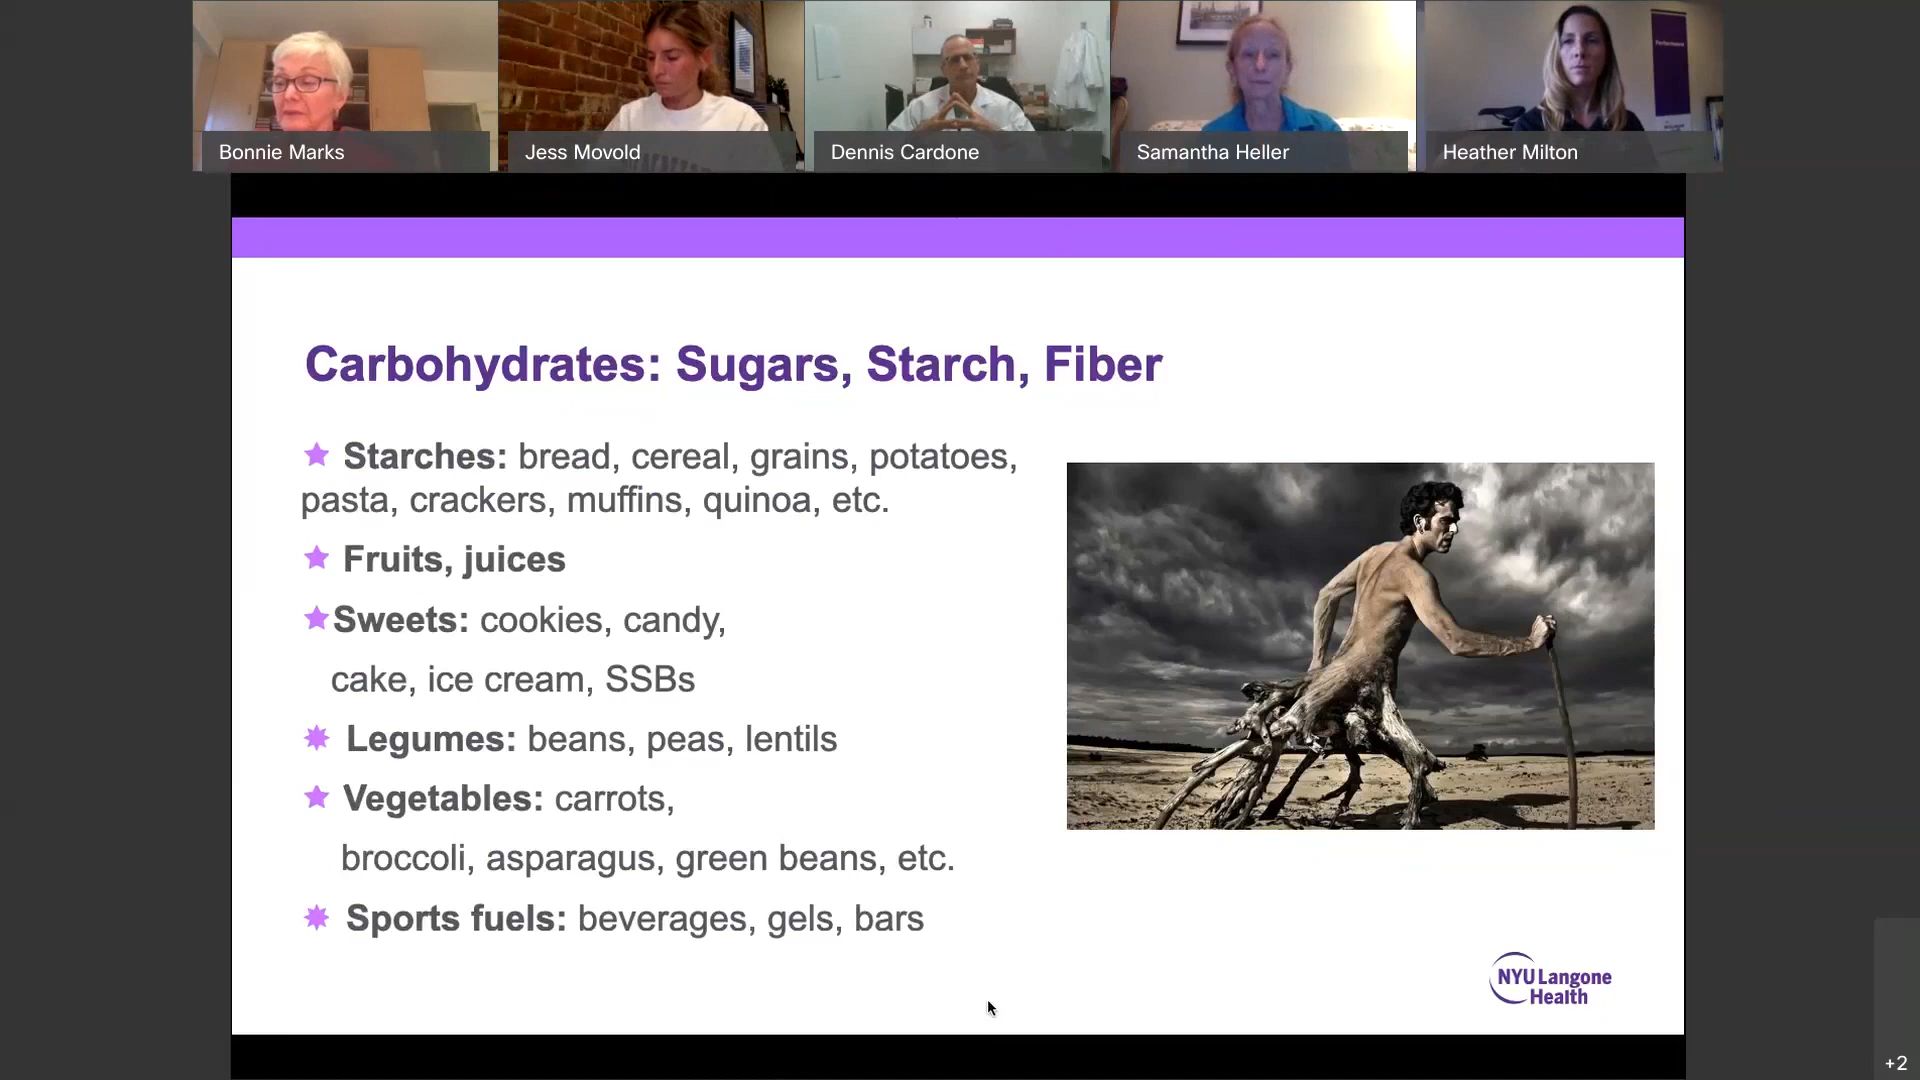 Bonnie Marks
Jess Movold
Dennis Cardone
Samantha Heller
Heather Milton
Performance
Carbohydrates: Sugars, Starch, Fiber
Starches: bread, cereal, grains, potatoes,
pasta, crackers, muffins, quinoa, etc.
Fruits, juices
Sweets: cookies, candy,
cake, ice cream, SSBs
Legumes: beans, peas, lentils
Vegetables: carrots,
broccoli, asparagus, green beans, etc.
Sports fuels: beverages, gels, bars
NYU Langone
Health
+2